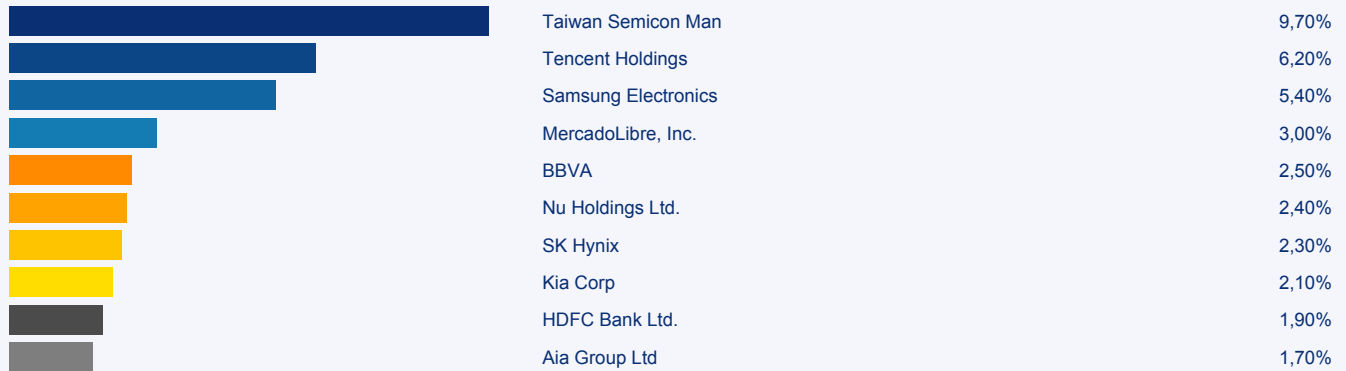 Taiwan Semicon Man 9,70%
Tencent Holdings 6,20%
Samsung Electronics 5,40%
MercadoLibre, Inc. 3,00%
BBVA 2,50%
Nu Holdings Ltd. 2,40%
SK Hynix 2,30%
Kia Corp 2,10%
HDFC Bank Ltd. 1,90%
Aia Group Ltd 1,70%